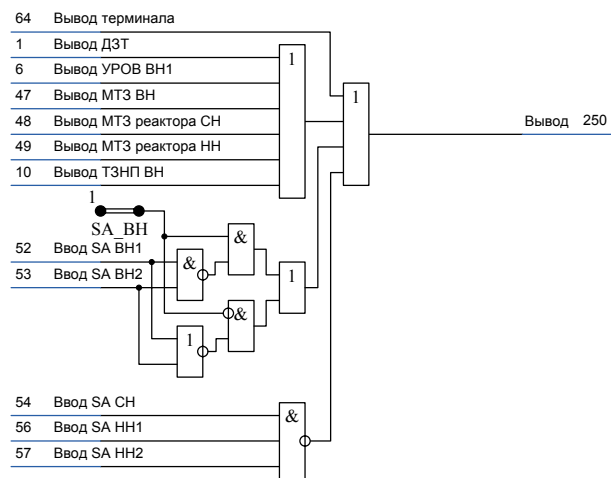 64 Вывод терминала
1 Вывод ДЗТ
6 Вывод УРОВ ВН1
47 Вывод МТЗ ВН
48 Вывод МТЗ реактора СН
49 Вывод МТЗ реактора НН
10 Вывод ТЗНП ВН
1
1
Вывод 250
1
SA_ВН
52 Ввод SA ВН1
53 Ввод SA ВН2
&
&
1
&
1
54 Ввод SA СН
56 Ввод SA НН1
57 Ввод SA НН2
&